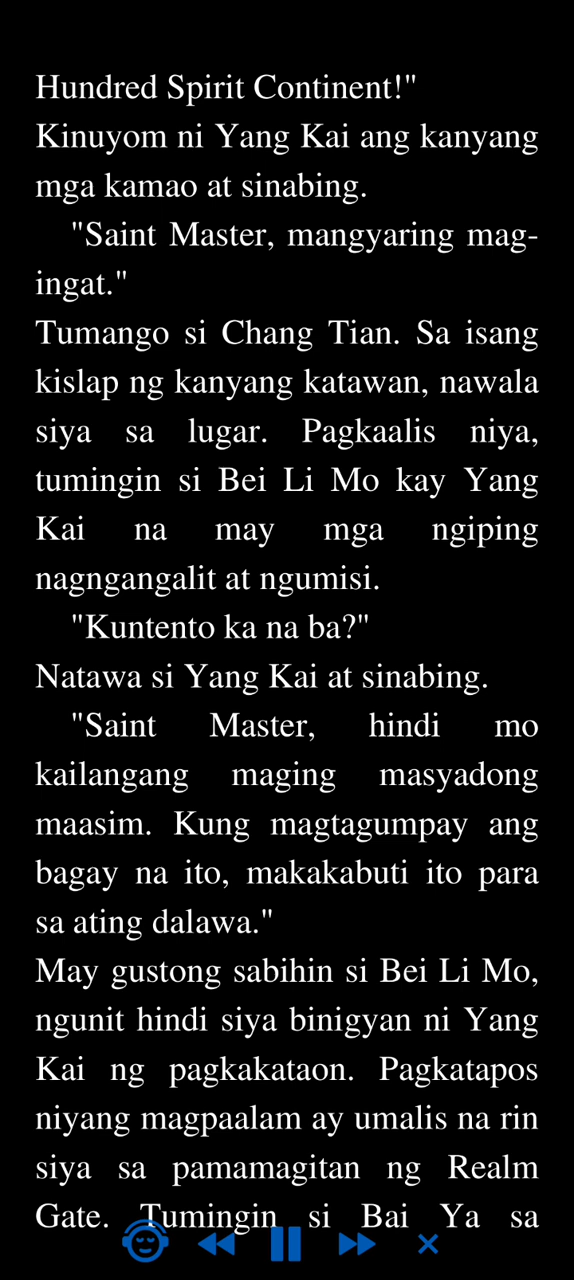 Hundred Spirit Continent!"
Kinuyom ni Yang Kai ang kanyang
mga kamao at sinabing.
"Saint Master, mangyaring mag-
ingat."
Tumango si Chang Tian. Sa isang
kislap ng kanyang katawan, nawala
siya sa lugar. Pagkaalis niya,
tumingin si Bei Li Mo kay Yang
Kai na may mga ngiping
nagngangalit at ngumisi.
"Kuntento ka na ba?"
Natawa si Yang Kai at sinabing.
"Saint Master, hindi mo
kailangang maging masyadong
maasim. Kung magtagumpay ang
bagay na ito, makakabuti ito para
sa ating dalawa."
May gustong sabihin si Bei Li Mo,
ngunit hindi siya binigyan ni Yang
Kai ng pagkakataon. Pagkatapos
niyang magpaalam ay umalis na rin
siya sa pamamagitan ng Realm
Gate. Tumingin si Bai Ya sa